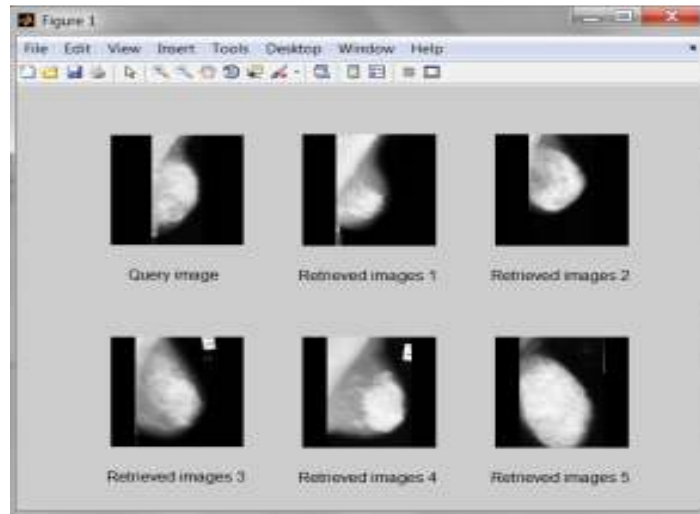 Figure 1
File Edit View Insert Tools Desktop Window Help
Query image Retrieved images 1 Retrieved images 2
Retrieved images 3 Retrieved images 4 Retrieved images 5